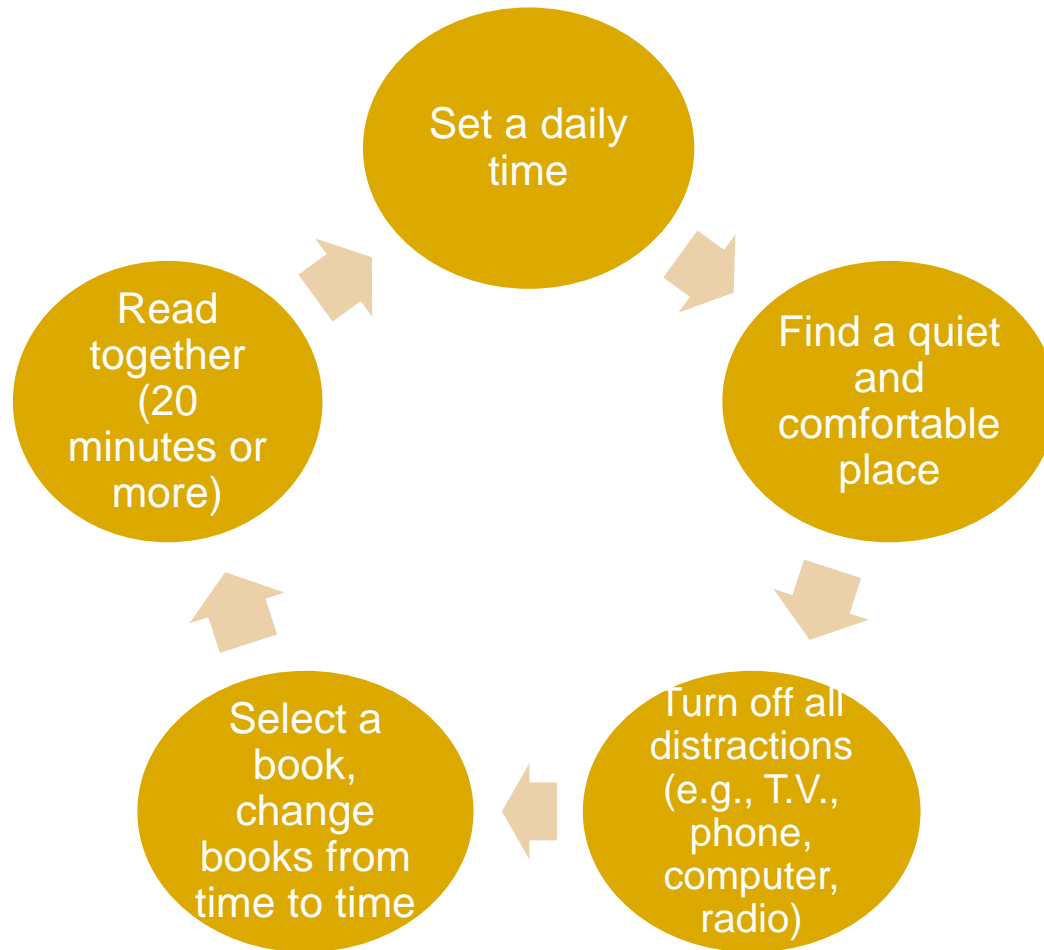 Set a daily
time
Find a quiet
and
comfortable
place
Turn off all
distractions
(e.g., T.V.,
phone,
computer,
radio)
Select a
book,
change
books from
time to time
Read
together
(20
minutes or
more)